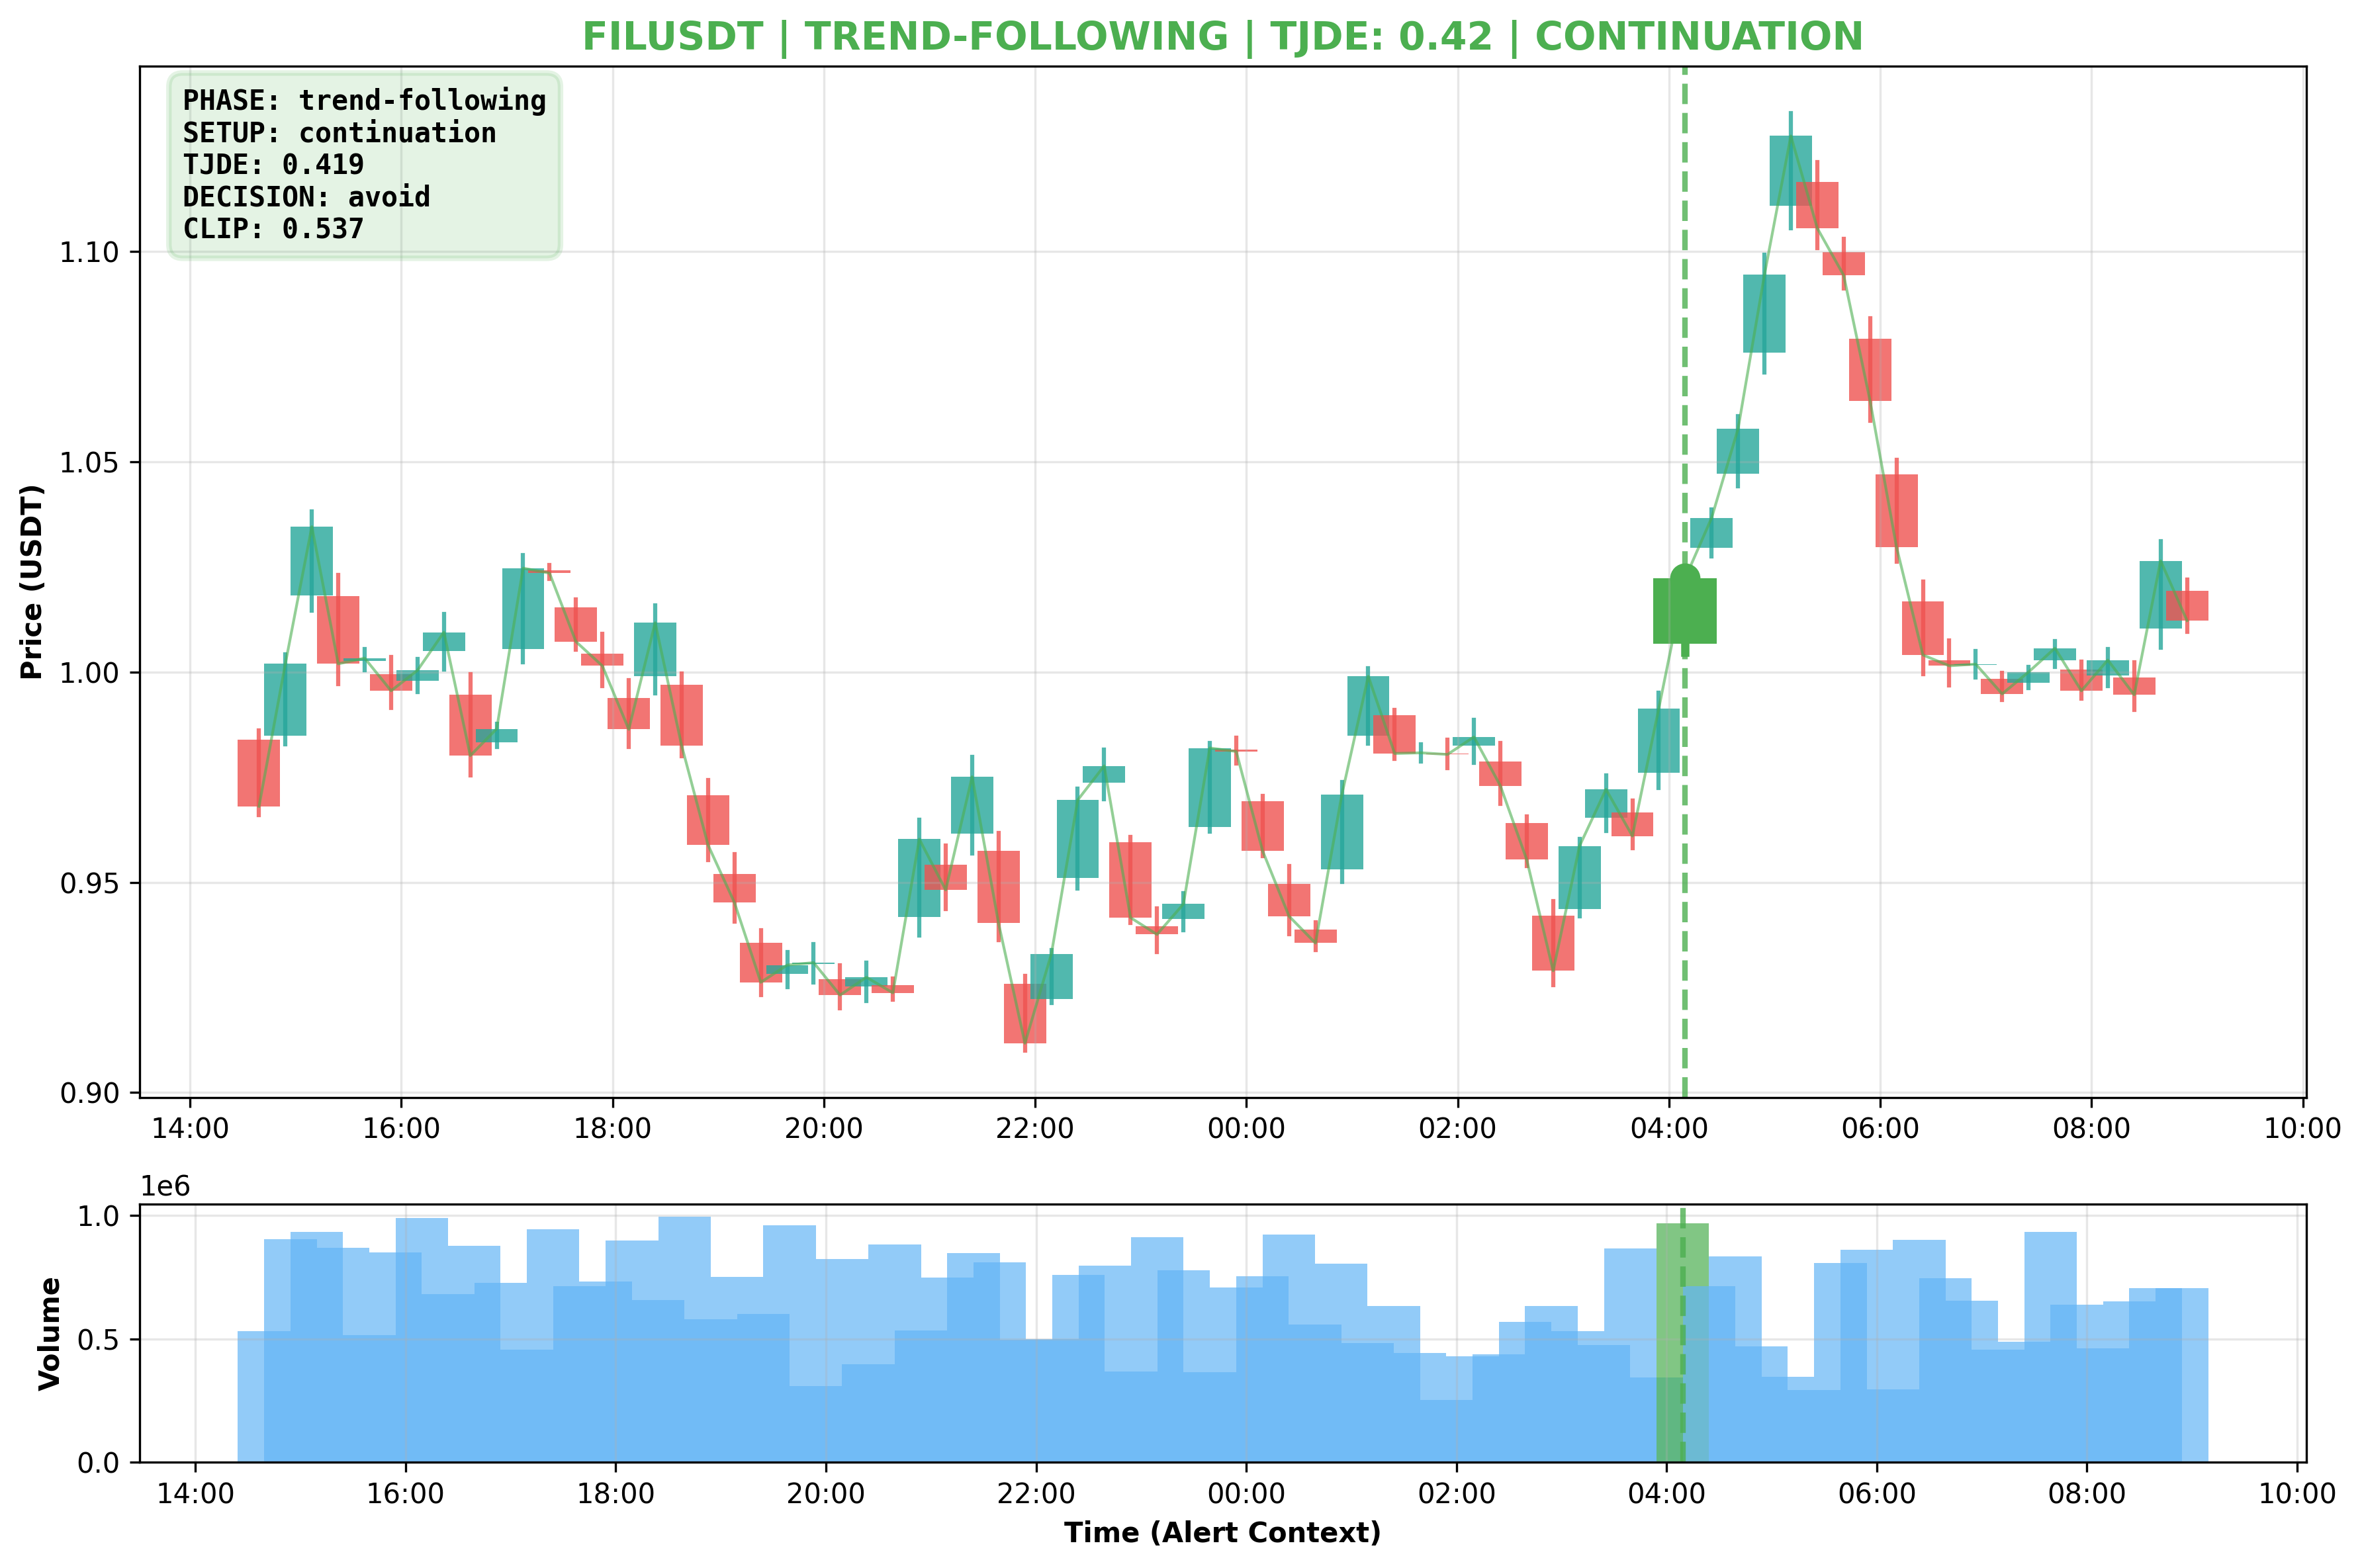 FILUSDT | TREND-FOLLOWING | TJDE: 0.42 | CONTINUATION
PHASE: trend-following
SETUP: continuation
TJDE: 0.419
DECISION: avoid
CLIP: 0.537
Price (USDT)
1.10
1.05
1.00
0.95
0.90
14:00 16:00 18:00 20:00 22:00 00:00 02:00 04:00 06:00 08:00 10:00
1e6
Volume
1.0
0.5
0.0
14:00 16:00 18:00 20:00 22:00 00:00 02:00 04:00 06:00 08:00 10:00
Time (Alert Context)